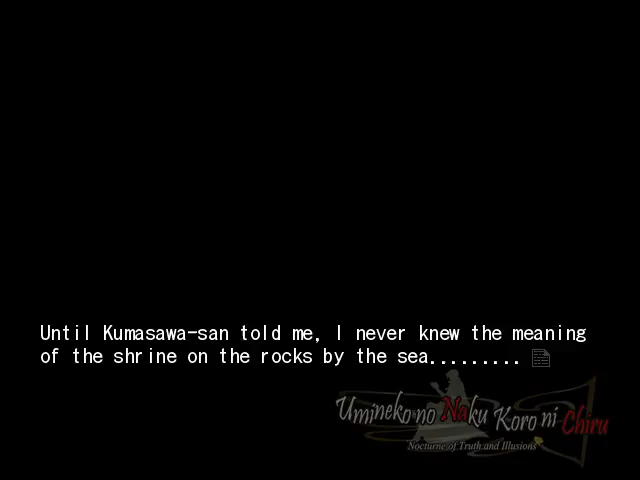 Until Kumasawa-san told me, I never knew the meaning
of the shrine on the rocks by the sea.........
Umineko no Naku Koro ni Chiru
Nocturne of Truth and Illusions